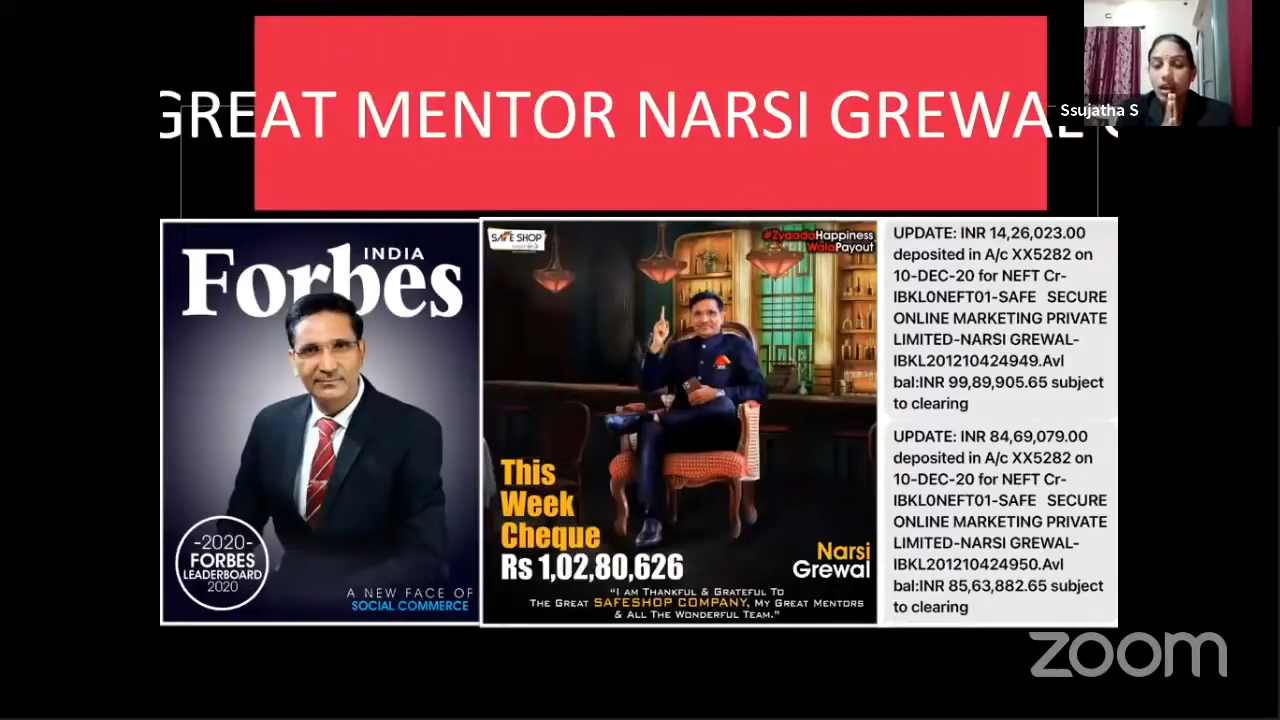 GREAT MENTOR NARSI GREWAL
Ssujatha S
INDIA
Forbes
-2020-
FORBES
LEADERBOARD
2020
A NEW FACE OF
SOCIAL COMMERCE
SAFE SHOP
#ZyaadaHappiness
WalaPayout
This
Week
Cheque
Rs 1,02,80,626
Narsi
Grewal
"I AM THANKFUL & GRATEFUL TO
THE GREAT SAFESHOP COMPANY, MY GREAT MENTORS
& ALL THE WONDERFUL TEAM."
UPDATE: INR 14,26,023.00
deposited in A/c XX5282 on
10-DEC-20 for NEFT Cr-
IBKL0NEFT01-SAFE SECURE
ONLINE MARKETING PRIVATE
LIMITED-NARSI GREWAL-
IBKL201210424949.Avl
bal:INR 99,89,905.65 subject
to clearing
UPDATE: INR 84,69,079.00
deposited in A/c XX5282 on
10-DEC-20 for NEFT Cr-
IBKL0NEFT01-SAFE SECURE
ONLINE MARKETING PRIVATE
LIMITED-NARSI GREWAL-
IBKL201210424950.Avl
bal:INR 85,63,882.65 subject
to clearing
zoom